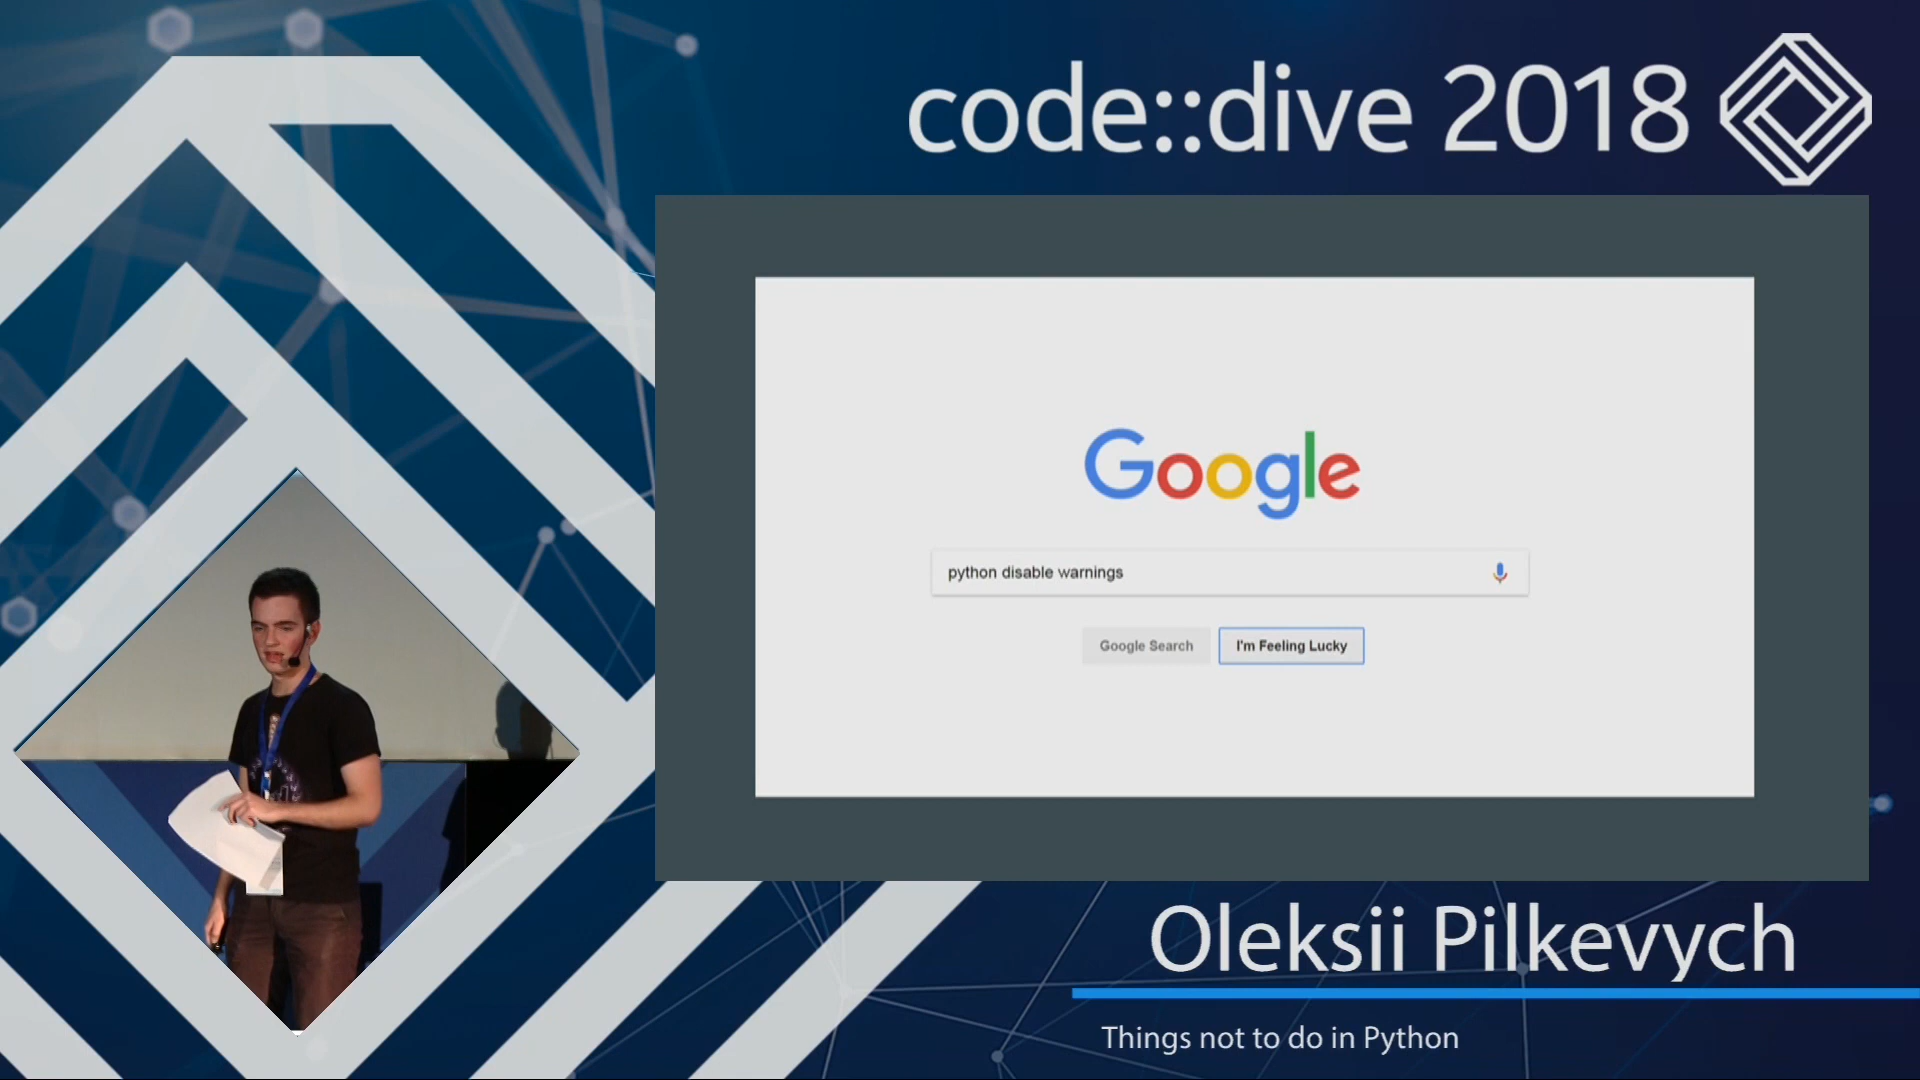 code::dive 2018
Google
python disable warnings
Google Search
I'm Feeling Lucky
Oleksii Pilkevych
Things not to do in Python